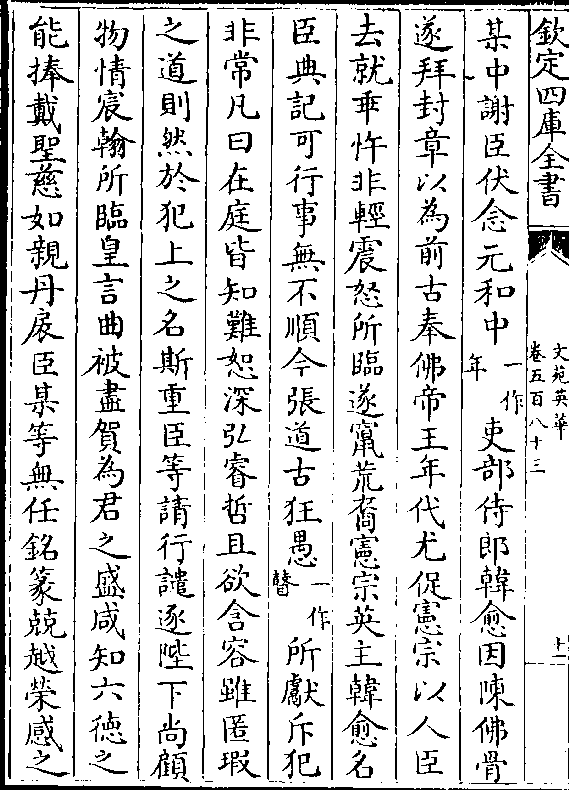 欽定四庫全書
文苑英華
卷五百八十三
十一
某中謝臣伏念元和中一作年吏部侍郎韓愈因陳佛骨
遂拜封章以為前古奉佛帝王年代尤促憲宗以人臣
去就乖忤非輕震怒所臨遂竄荒裔憲宗英主韓愈名
臣典記可行事無不順今張道古狂愚一作瞽所獻斥犯
非常凡曰在庭皆知難恕深弘睿哲且欲含容雖匿瑕
之道則然於犯上之名斯重臣等請行譴逐陛下尚顧
物情宸翰所臨皇言曲被盡賀為君之盛咸知六德之
能捧戴聖慈如親丹扆臣某等無任銘篆兢越榮感之